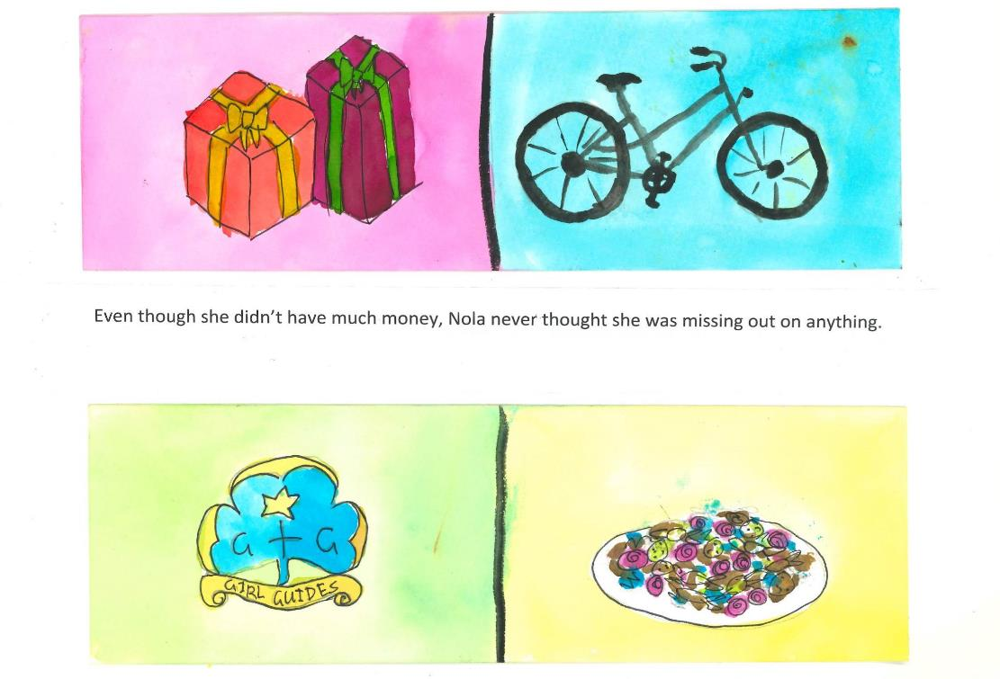 Even though she didn't have much money, Nola never thought she was missing out on anything.
G G
GIRL GUIDES